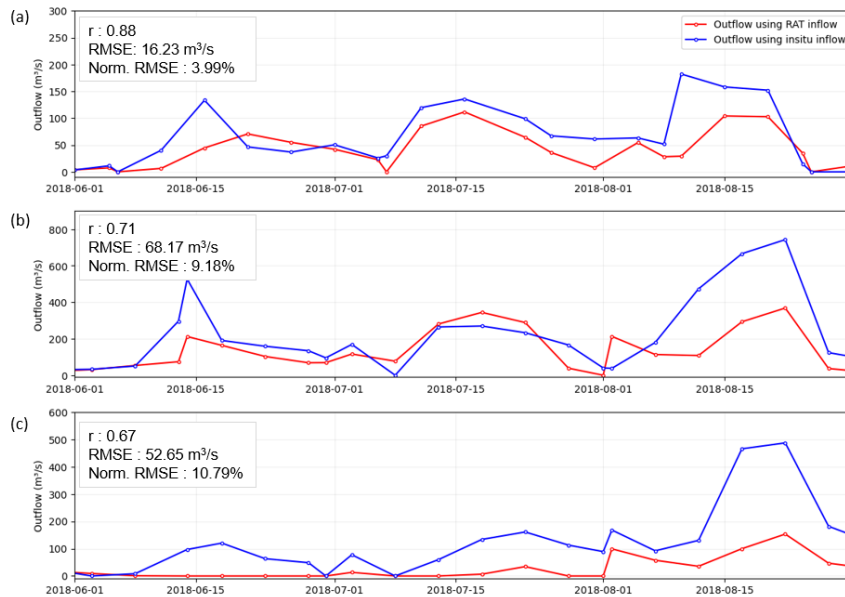 (a)
r : 0.88
RMSE: 16.23 m³/s
Norm. RMSE : 3.99%
Outflow using RAT inflow
Outflow using insitu inflow
Outflow (m³/s)
300
250
200
150
100
50
0
2018-06-01 2018-06-15 2018-07-01 2018-07-15 2018-08-01 2018-08-15
(b)
r : 0.71
RMSE : 68.17 m³/s
Norm. RMSE : 9.18%
Outflow (m³/s)
800
600
400
200
0
2018-06-01 2018-06-15 2018-07-01 2018-07-15 2018-08-01 2018-08-15
(c)
r : 0.67
RMSE : 52.65 m³/s
Norm. RMSE : 10.79%
Outflow (m³/s)
600
500
400
300
200
100
0
2018-06-01 2018-06-15 2018-07-01 2018-07-15 2018-08-01 2018-08-15